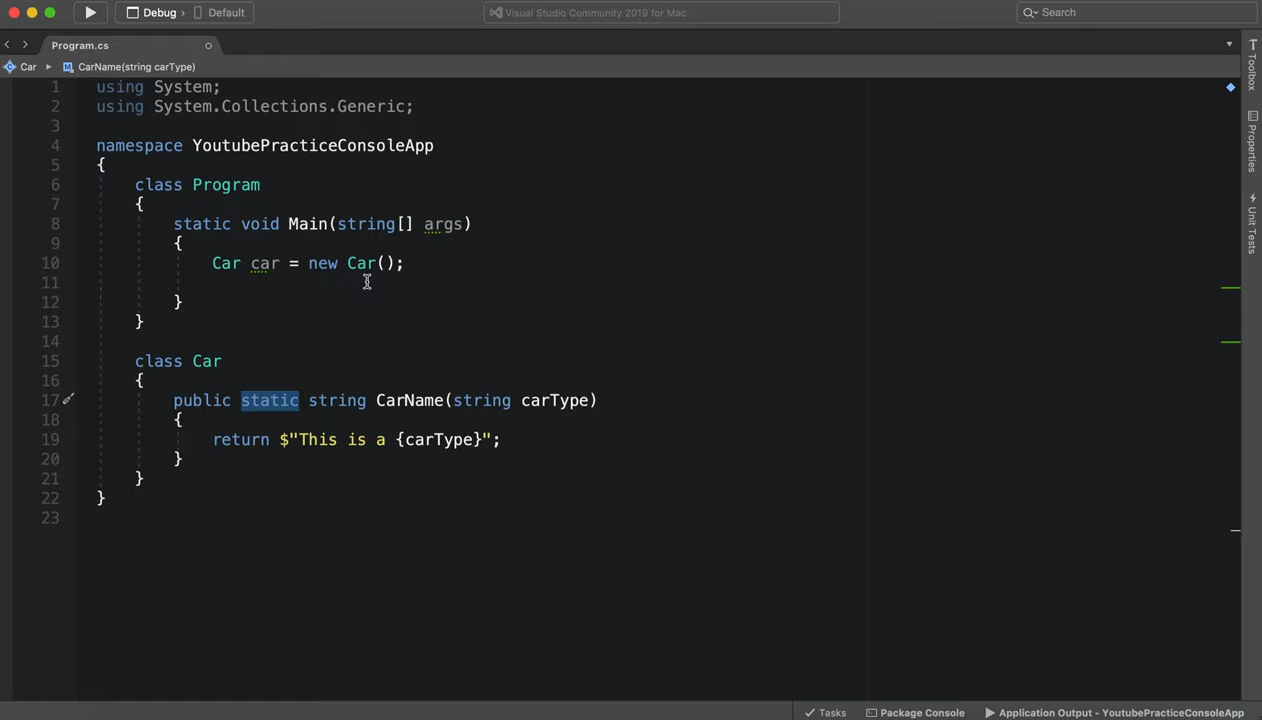 Debug › Default
Visual Studio Community 2019 for Mac
Search
Program.cs
Car ▸ CarName(string carType)
1 using System;
2 using System.Collections.Generic;
3
4 namespace YoutubePracticeConsoleApp
5 {
6 class Program
7 {
8 static void Main(string[] args)
9 {
10 Car car = new Car();
11
12 }
13 }
14
15 class Car
16 {
17 public static string CarName(string carType)
18 {
19 return $"This is a {carType}";
20 }
21 }
22 }
23
Toolbox
Properties
Unit Tests
Tasks
Package Console
Application Output - YoutubePracticeConsoleApp